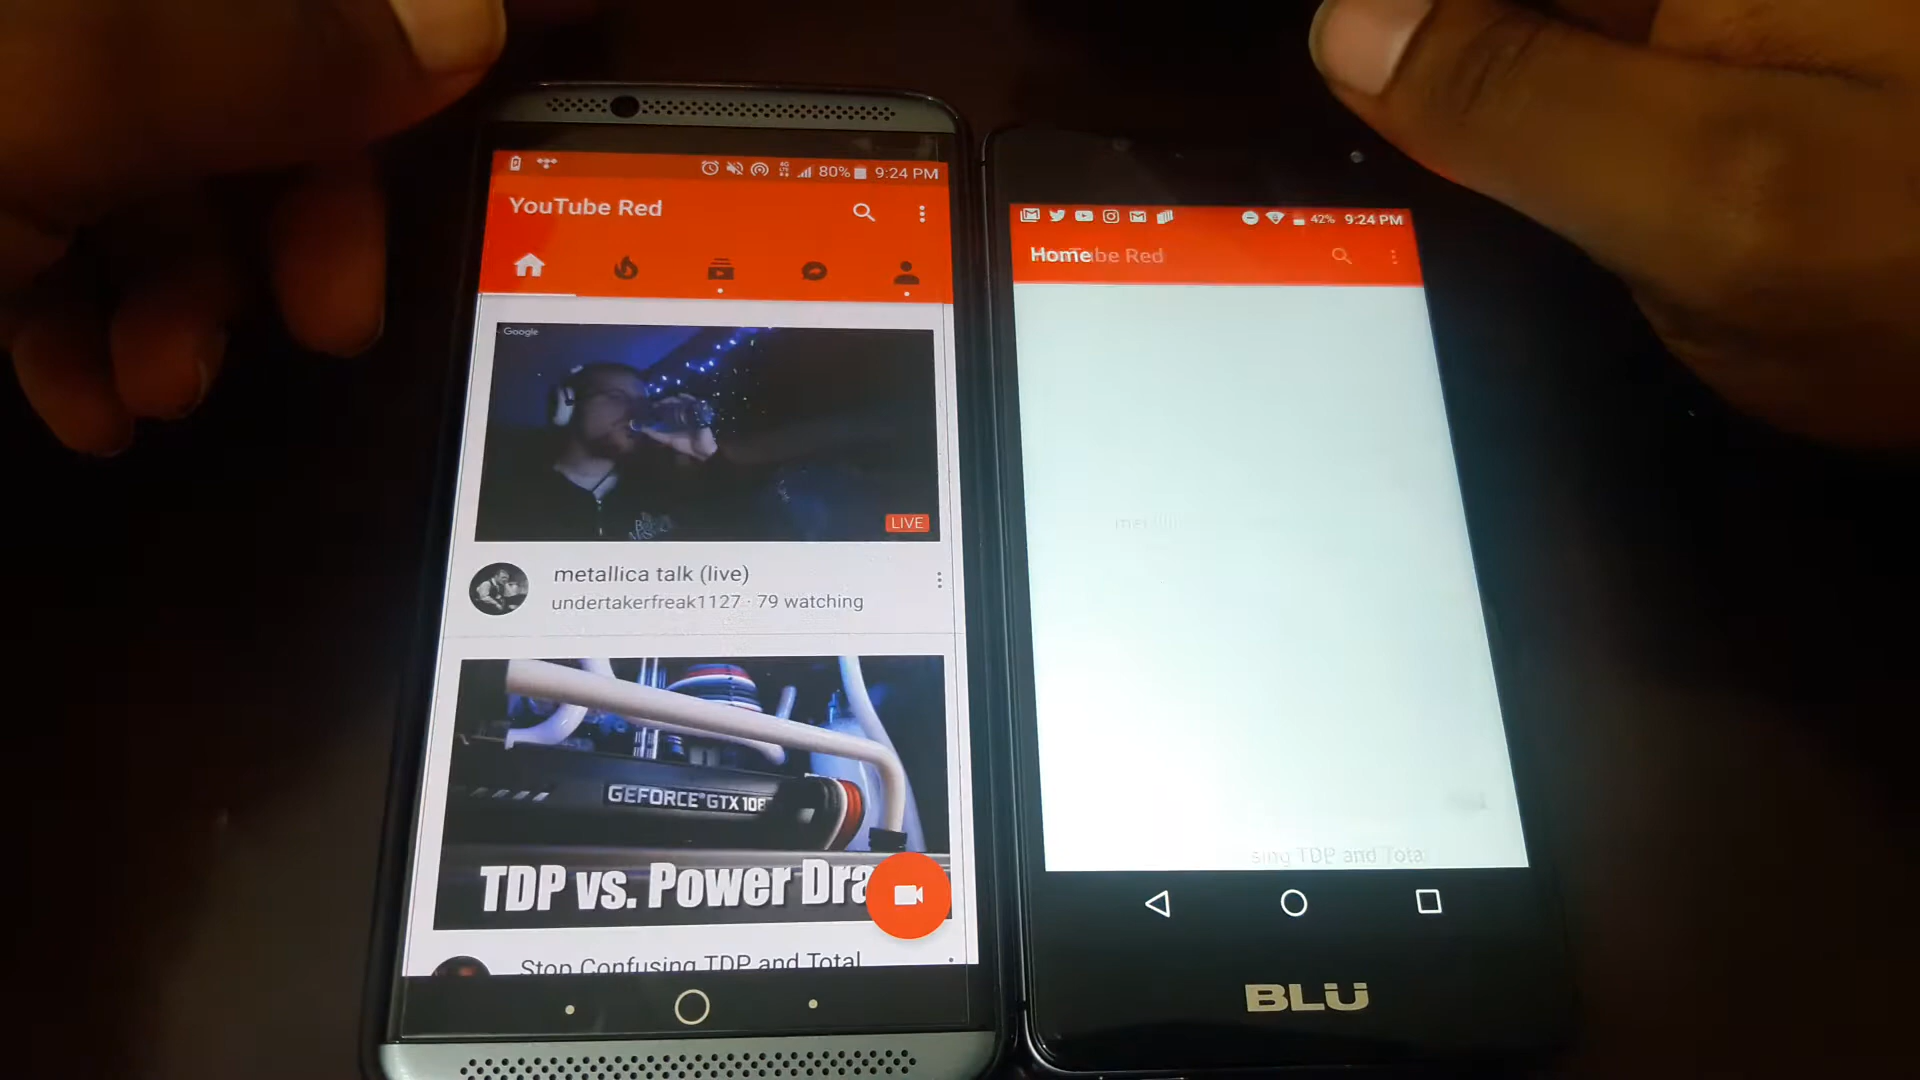 80% 9:24 PM
YouTube Red
Google
LIVE
metallica talk (live)
undertakerfreak1127 · 79 watching
GEFORCE GTX 108
TDP vs. Power Dra
Stop Confusing TDP and Total
42% 9:24 PM
Home
be Red
sing TDP and Tota
BLU